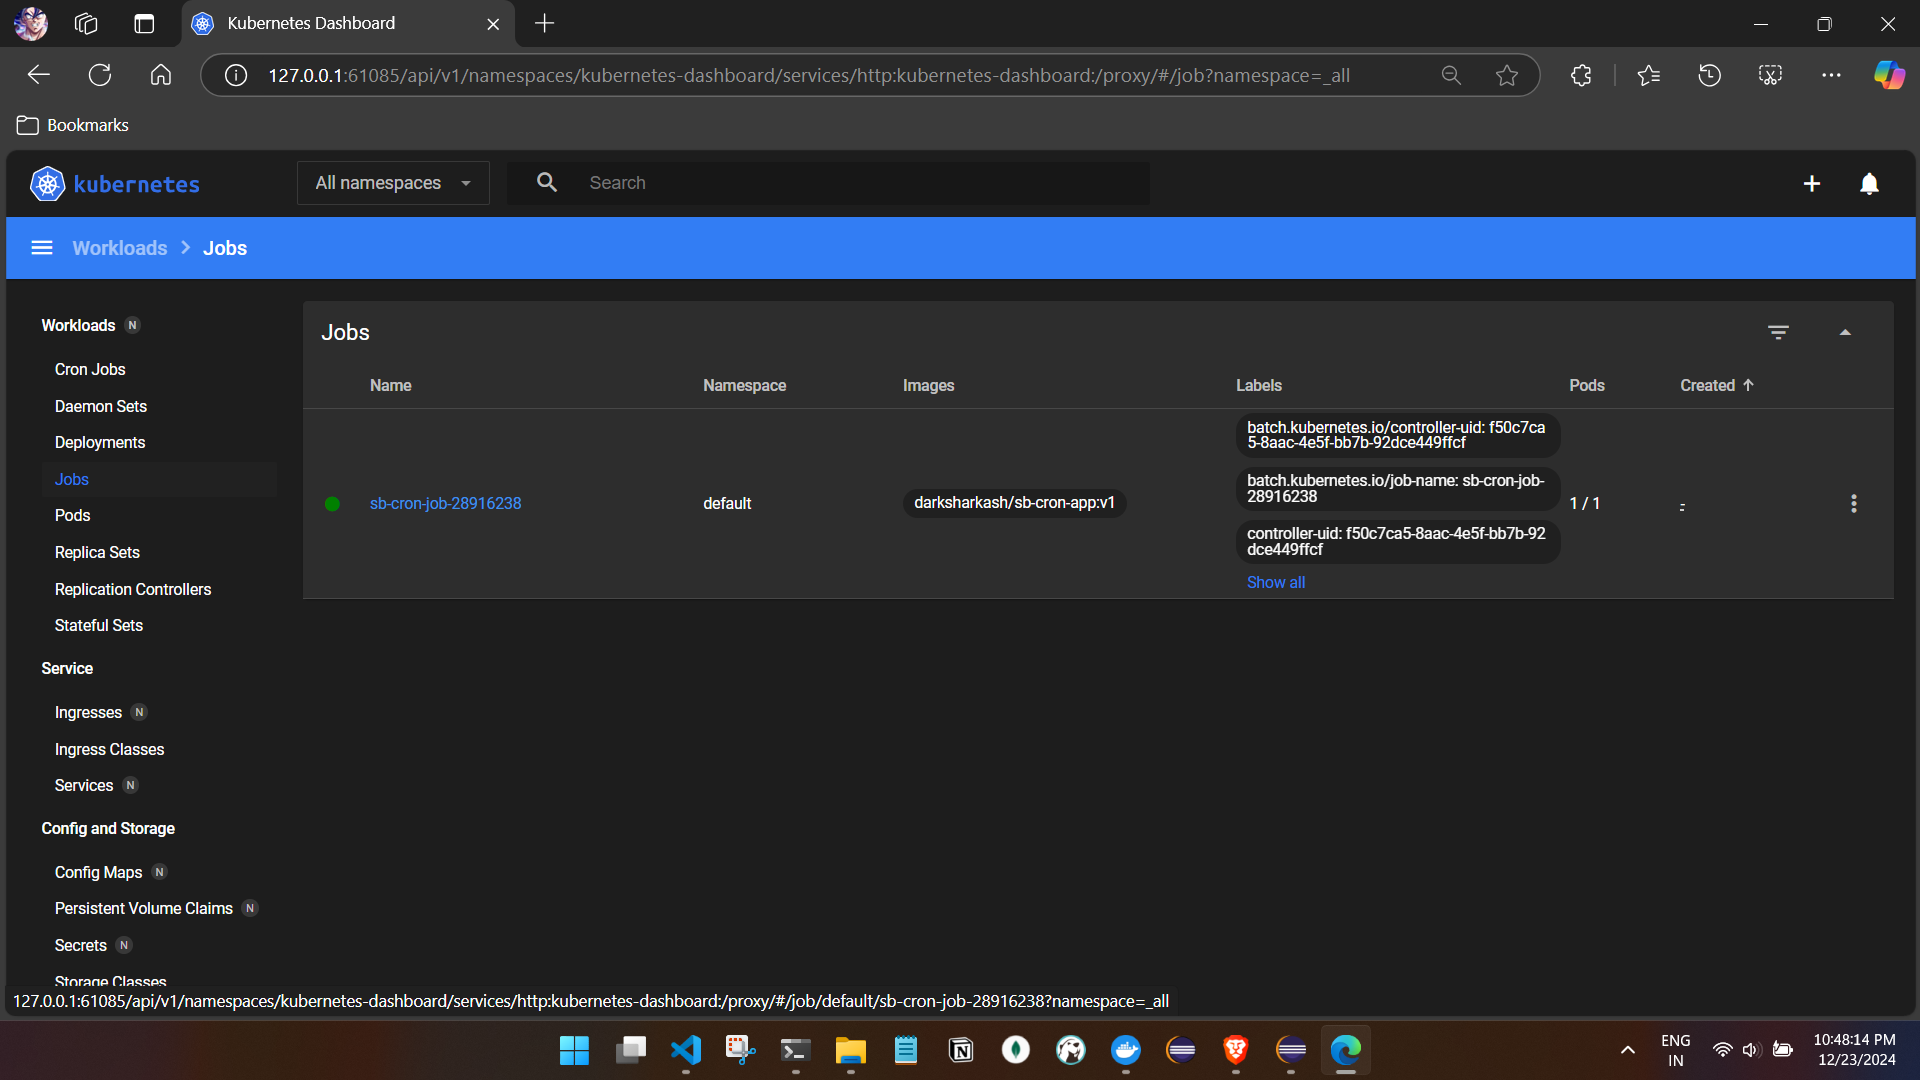 Kubernetes Dashboard
127.0.0.1:61085/api/v1/namespaces/kubernetes-dashboard/services/http:kubernetes-dashboard:/proxy/#/job?namespace=_all
Bookmarks
kubernetes
All namespaces
Search
Workloads
Jobs
Workloads N
Cron Jobs
Daemon Sets
Deployments
Jobs
Pods
Replica Sets
Replication Controllers
Stateful Sets
Service
Ingresses N
Ingress Classes
Services N
Config and Storage
Config Maps N
Persistent Volume Claims N
Secrets N
Storage Classes
Jobs
Name Namespace Images Labels Pods Created
sb-cron-job-28916238
default
darksharkash/sb-cron-app:v1
batch.kubernetes.io/controller-uid: f50c7ca
5-8aac-4e5f-bb7b-92dce449ffcf
batch.kubernetes.io/job-name: sb-cron-job-
28916238
controller-uid: f50c7ca5-8aac-4e5f-bb7b-92
dce449ffcf
Show all
1 / 1
-
127.0.0.1:61085/api/v1/namespaces/kubernetes-dashboard/services/http:kubernetes-dashboard:/proxy/#/job/default/sb-cron-job-28916238?namespace=_all
ENG
IN
10:48:14 PM
12/23/2024